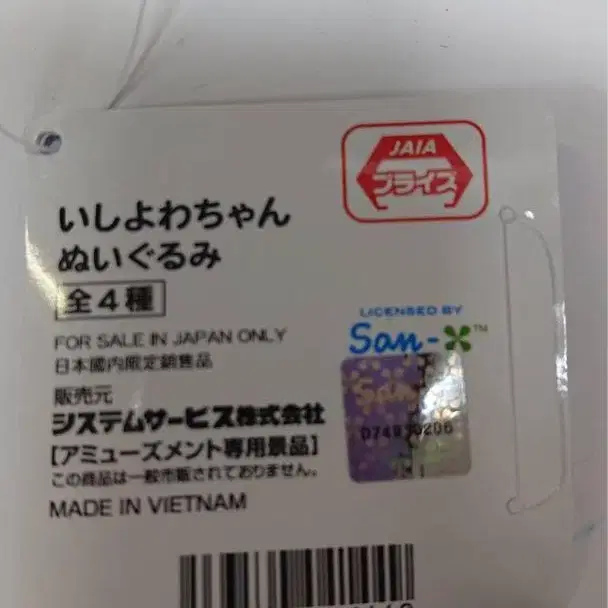 JAIA
プライズ
いしよわちゃん
ぬいぐるみ
全4種
FOR SALE IN JAPAN ONLY
日本國内限定銷售品
LICENSED BY
San-X™
San-
販売元
システムサービス株式会社
[アミューズメント専用景品]
この商品は一般市販されておりません。
MADE IN VIETNAM